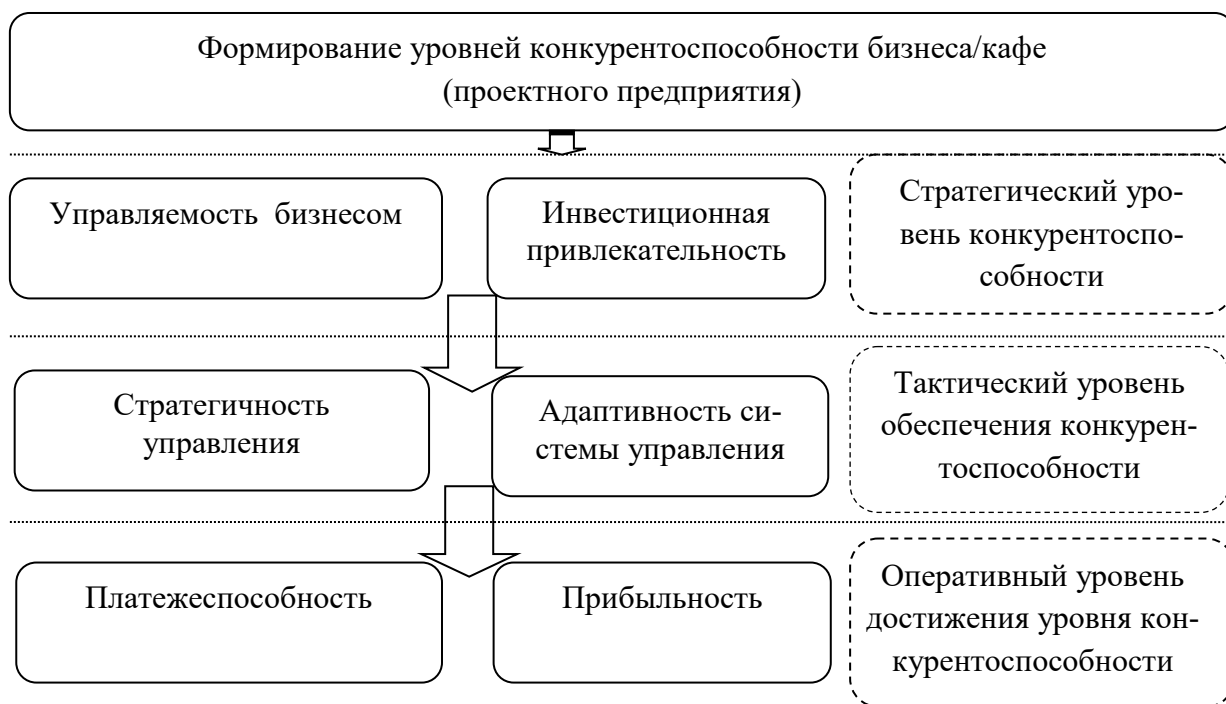 Формирование уровней конкурентоспособности бизнеса/кафе
(проектного предприятия)
Управляемость бизнесом
Инвестиционная
привлекательность
Стратегический уро-
вень конкурентоспо-
собности
Стратегичность
управления
Адаптивность си-
стемы управления
Тактический уровень
обеспечения конкурен-
тоспособности
Платежеспособность
Прибыльность
Оперативный уровень
достижения уровня кон-
курентоспособности